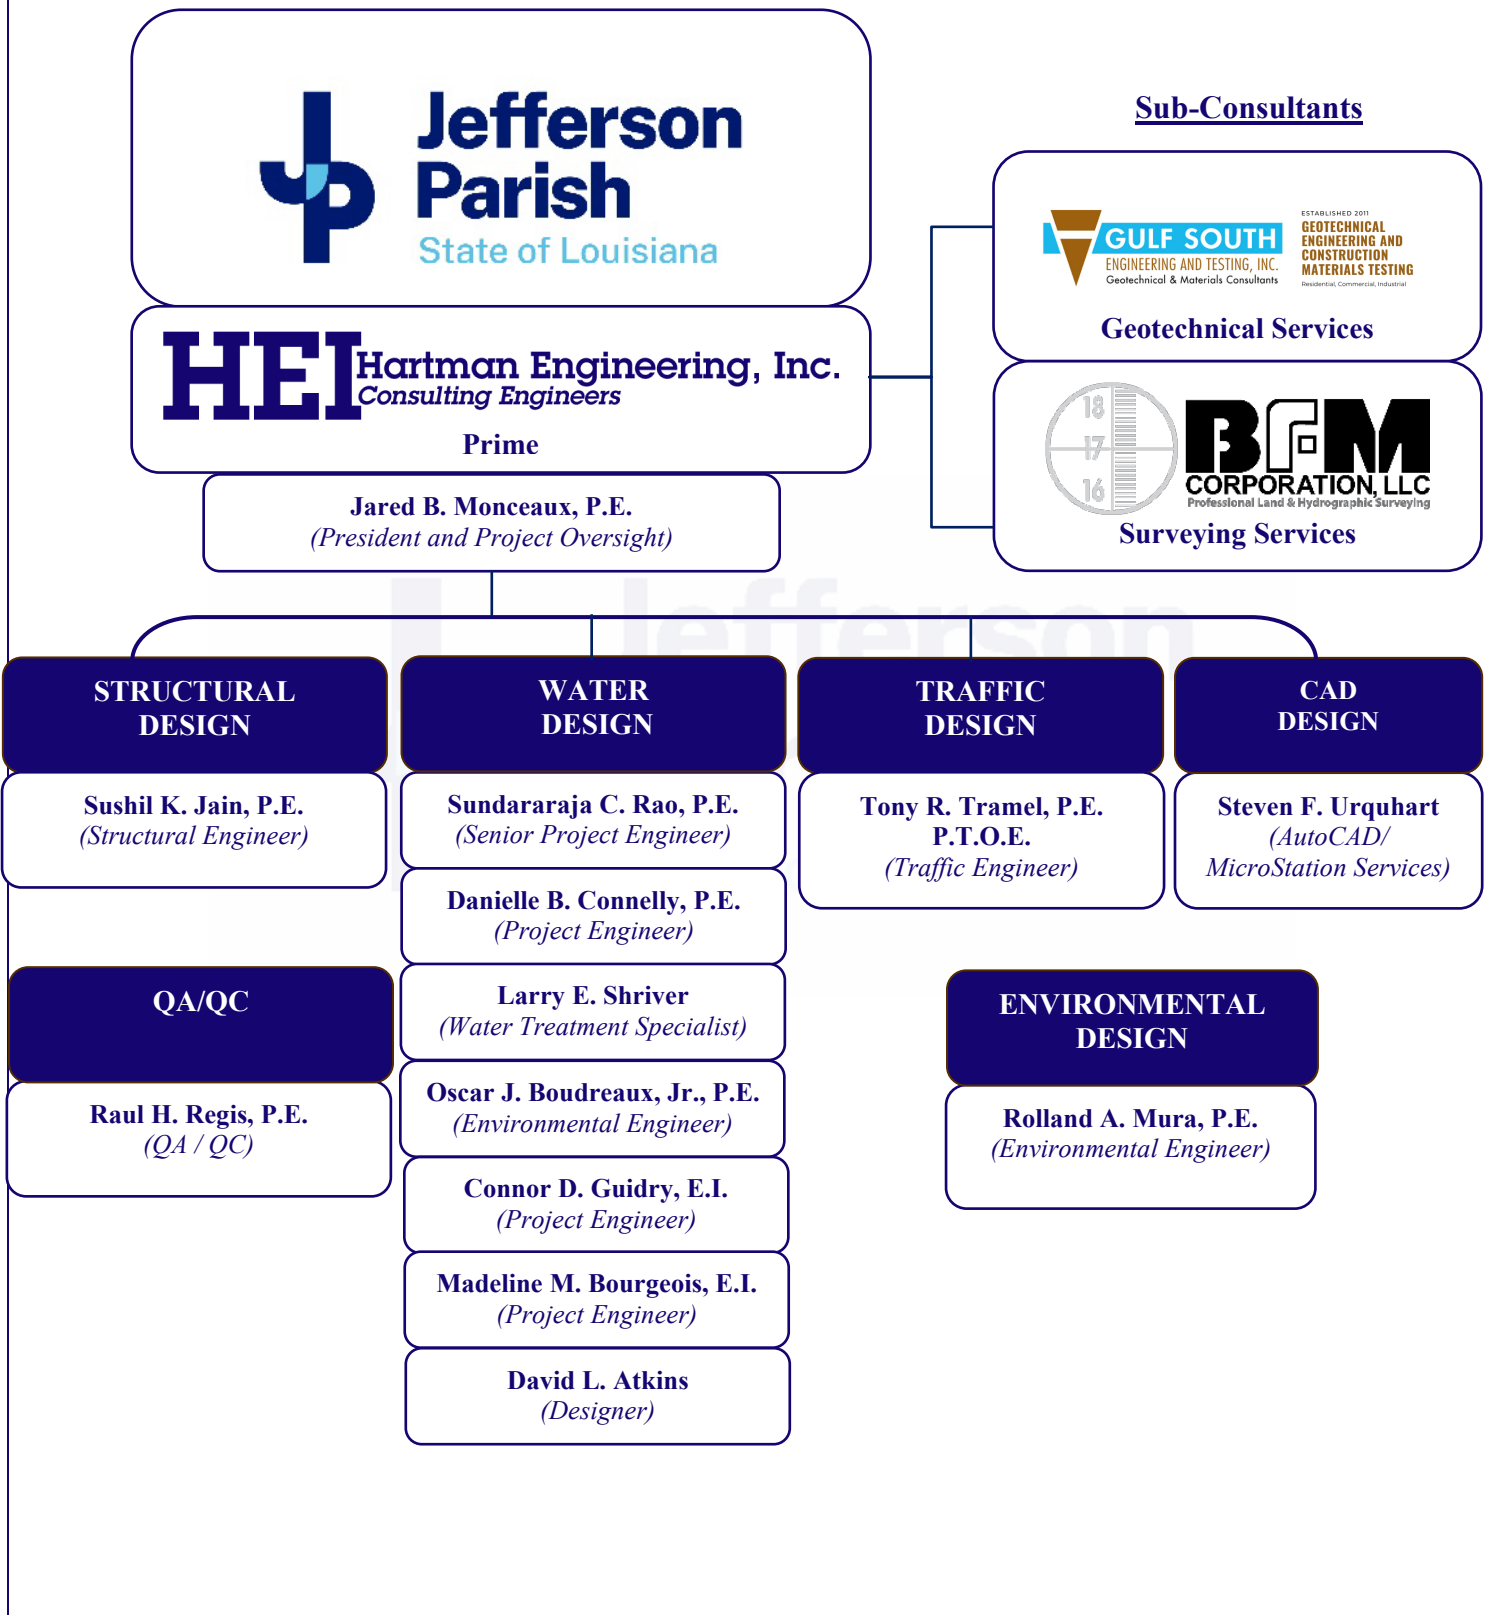 Jefferson
Parish
State of Louisiana
HEI Hartman Engineering, Inc.
Consulting Engineers
Prime
Jared B. Monceaux, P.E.
(President and Project Oversight)
Sub-Consultants
GULF SOUTH
ENGINEERING AND TESTING, INC.
Geotechnical & Materials Consultants
ESTABLISHED 2011
GEOTECHNICAL
ENGINEERING AND
CONSTRUCTION
MATERIALS TESTING
Residential, Commercial, Industrial
Geotechnical Services
18
17
16
BFM
CORPORATION, LLC
Professional Land & Hydrographic Surveying
Surveying Services
Jefferson
STRUCTURAL
DESIGN
Sushil K. Jain, P.E.
(Structural Engineer)
QA/QC
Raul H. Regis, P.E.
(QA / QC)
WATER
DESIGN
Sundararaja C. Rao, P.E.
(Senior Project Engineer)
Danielle B. Connelly, P.E.
(Project Engineer)
Larry E. Shriver
(Water Treatment Specialist)
Oscar J. Boudreaux, Jr., P.E.
(Environmental Engineer)
Connor D. Guidry, E.I.
(Project Engineer)
Madeline M. Bourgeois, E.I.
(Project Engineer)
David L. Atkins
(Designer)
TRAFFIC
DESIGN
Tony R. Tramel, P.E.
P.T.O.E.
(Traffic Engineer)
CAD
DESIGN
Steven F. Urquhart
(AutoCAD/
MicroStation Services)
ENVIRONMENTAL
DESIGN
Rolland A. Mura, P.E.
(Environmental Engineer)